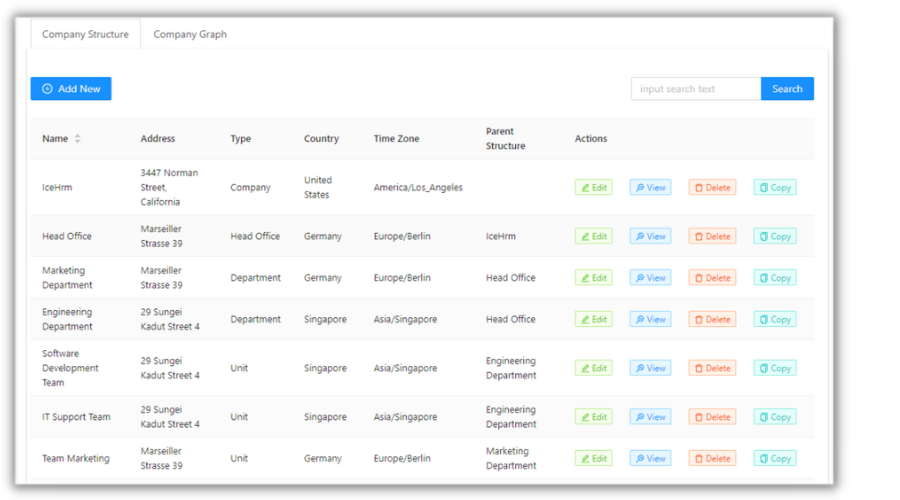 Company Structure Company Graph
Add New input search text Search
Name Address Type Country Time Zone Parent Structure Actions
IceHrm 3447 Norman Street, California Company United States America/Los_Angeles Edit View Delete Copy
Head Office Marseiller Strasse 39 Head Office Germany Europe/Berlin IceHrm Edit View Delete Copy
Marketing Department Marseiller Strasse 39 Department Germany Europe/Berlin Head Office Edit View Delete Copy
Engineering Department 29 Sungei Kadut Street 4 Department Singapore Asia/Singapore Head Office Edit View Delete Copy
Software Development Team 29 Sungei Kadut Street 4 Unit Singapore Asia/Singapore Engineering Department Edit View Delete Copy
IT Support Team 29 Sungei Kadut Street 4 Unit Singapore Asia/Singapore Engineering Department Edit View Delete Copy
Team Marketing Marseiller Strasse 39 Unit Germany Europe/Berlin Marketing Department Edit View Delete Copy